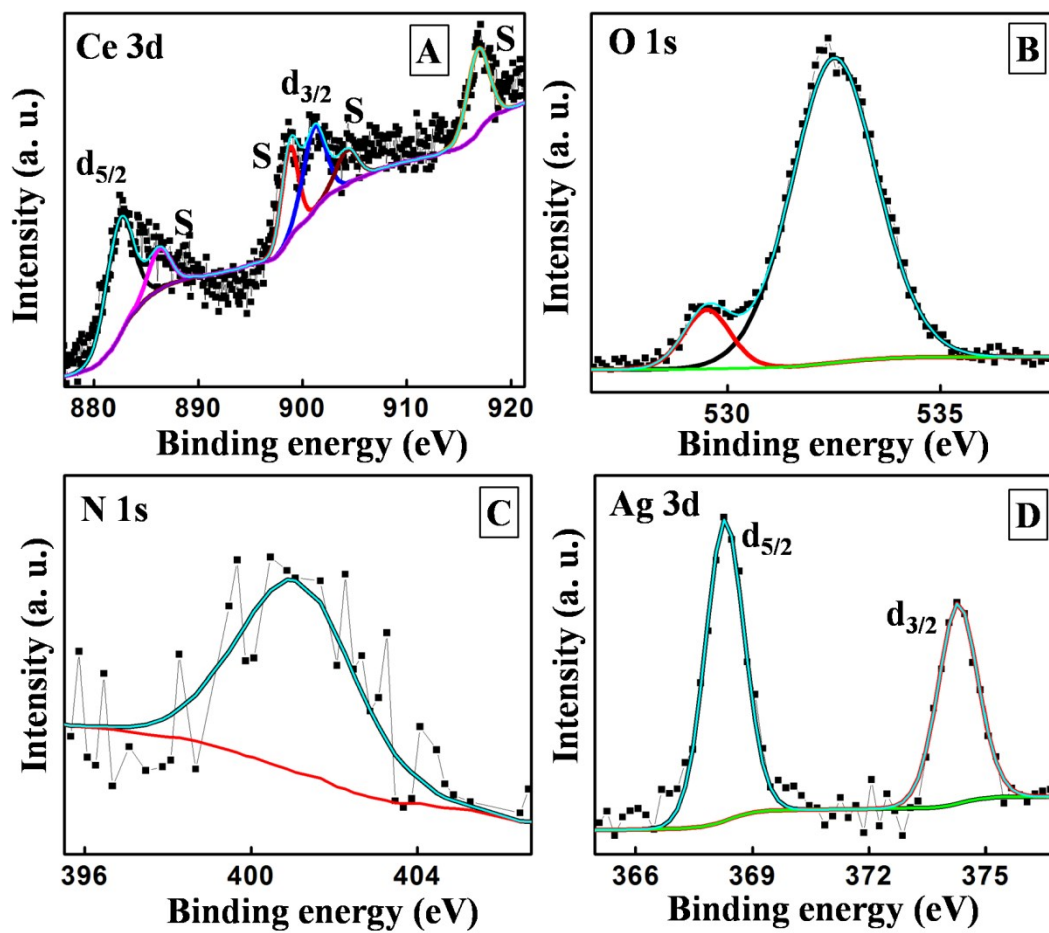 Ce 3d
A
S
d3/2
S
S
d5/2
S
Intensity (a. u.)
880 890 900 910 920
Binding energy (eV)
O 1s
B
Intensity (a. u.)
530 535
Binding energy (eV)
N 1s
C
Intensity (a. u.)
396 400 404
Binding energy (eV)
Ag 3d
D
d5/2
d3/2
Intensity (a. u.)
366 369 372 375
Binding energy (eV)